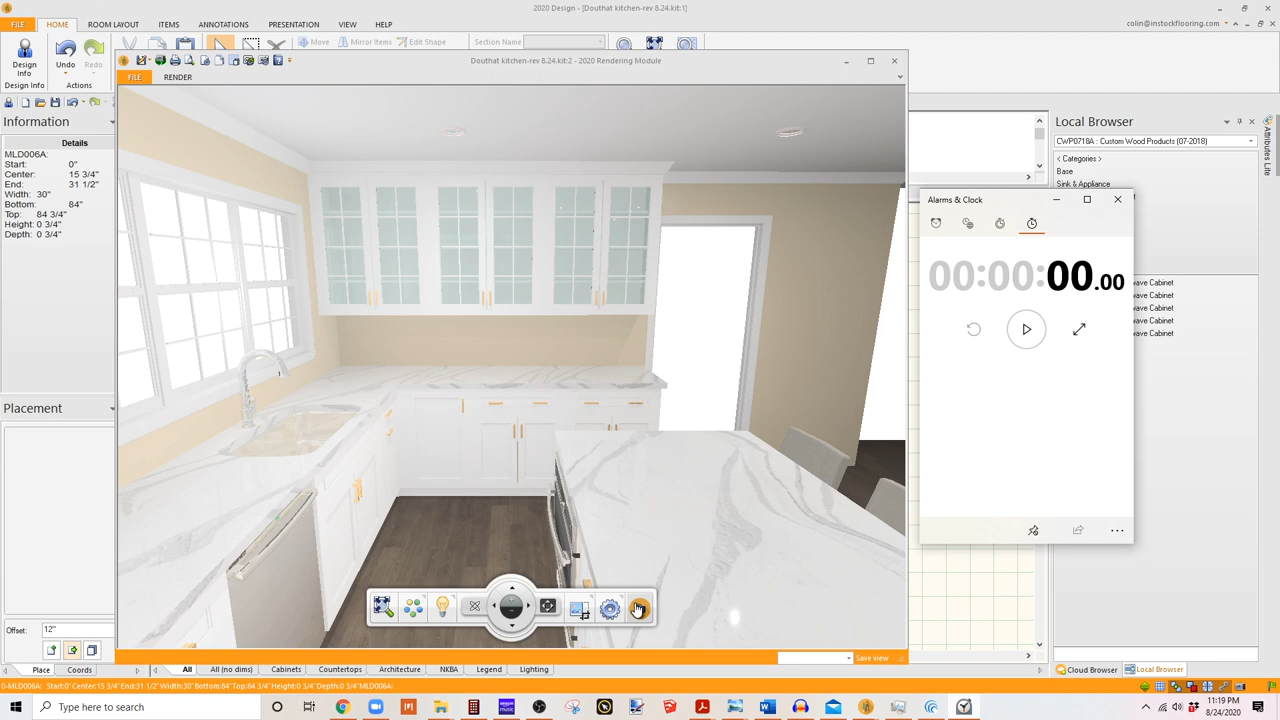 2020 Design - [Douthat kitchen-rev 8.24.kit:1]
FILE HOME ROOM LAYOUT ITEMS ANNOTATIONS PRESENTATION VIEW HELP
colin@instockflooring.com
Design Info
Undo
Redo
Move
Mirror Items
Edit Shape
Section Name
Design Info
Actions
Douthat kitchen-rev 8.24.kit:2 - 2020 Rendering Module
FILE RENDER
Information
Details
MLD006A:
Start: 0"
Center: 15 3/4"
End: 31 1/2"
Width: 30"
Bottom: 84"
Top: 84 3/4"
Height: 0 3/4"
Depth: 0 3/4"
Placement
Offset: 12"
Place Coords
Local Browser
CWP0718A : Custom Wood Products (07-2018)
< Categories >
Base
Sink & Appliance
Attributes Lite
Alarms & Clock
00:00:00.00
wave Cabinet
wave Cabinet
wave Cabinet
wave Cabinet
wave Cabinet
Save view
All All (no dims) Cabinets Countertops Architecture NKBA Legend Lighting
Cloud Browser Local Browser
0-MLD006A: Start:0" Center:15 3/4" End:31 1/2" Width:30" Bottom:84" Top:84 3/4" Height:0 3/4" Depth:0 3/4" MLD006A:
Type here to search
11:19 PM
8/24/2020